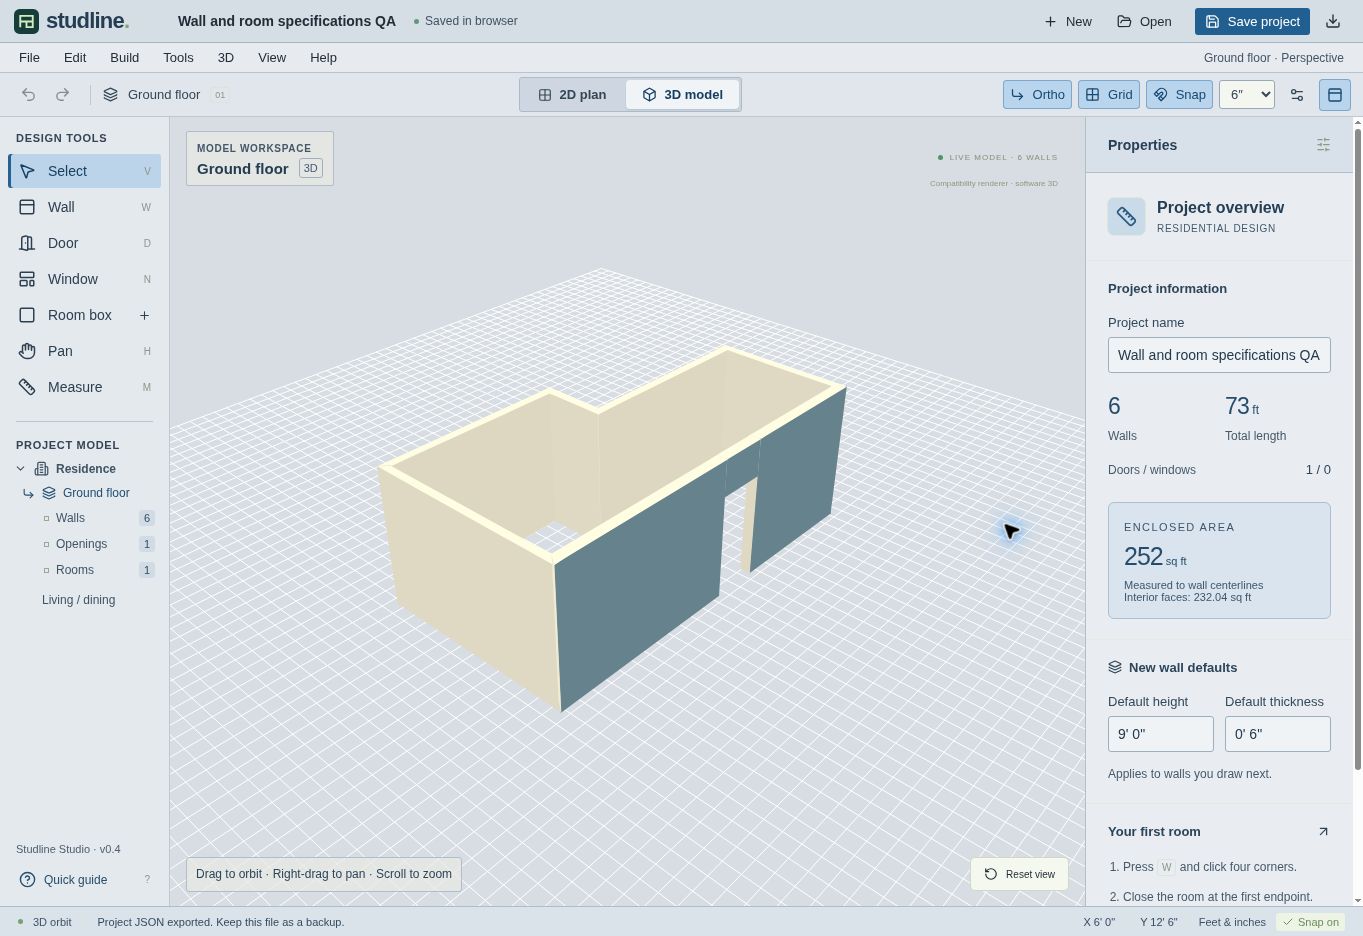 studline.
Wall and room specifications QA
Saved in browser
New
Open
Save project
File Edit Build Tools 3D View Help
Ground floor · Perspective
Ground floor 01
2D plan
3D model
Ortho
Grid
Snap
6"
DESIGN TOOLS
Select V
Wall W
Door D
Window N
Room box +
Pan H
Measure M
PROJECT MODEL
Residence
Ground floor
Walls 6
Openings 1
Rooms 1
Living / dining
Studline Studio · v0.4
Quick guide ?
MODEL WORKSPACE
Ground floor 3D
LIVE MODEL · 6 WALLS
Compatibility renderer · software 3D
Drag to orbit · Right-drag to pan · Scroll to zoom
Reset view
Properties
Project overview
RESIDENTIAL DESIGN
Project information
Project name
Wall and room specifications QA
6
Walls
73 ft
Total length
Doors / windows 1 / 0
ENCLOSED AREA
252 sq ft
Measured to wall centerlines
Interior faces: 232.04 sq ft
New wall defaults
Default height
9' 0"
Default thickness
0' 6"
Applies to walls you draw next.
Your first room
1. Press W and click four corners.
2. Close the room at the first endpoint.
3D orbit
Project JSON exported. Keep this file as a backup.
X 6' 0"
Y 12' 6"
Feet & inches
Snap on